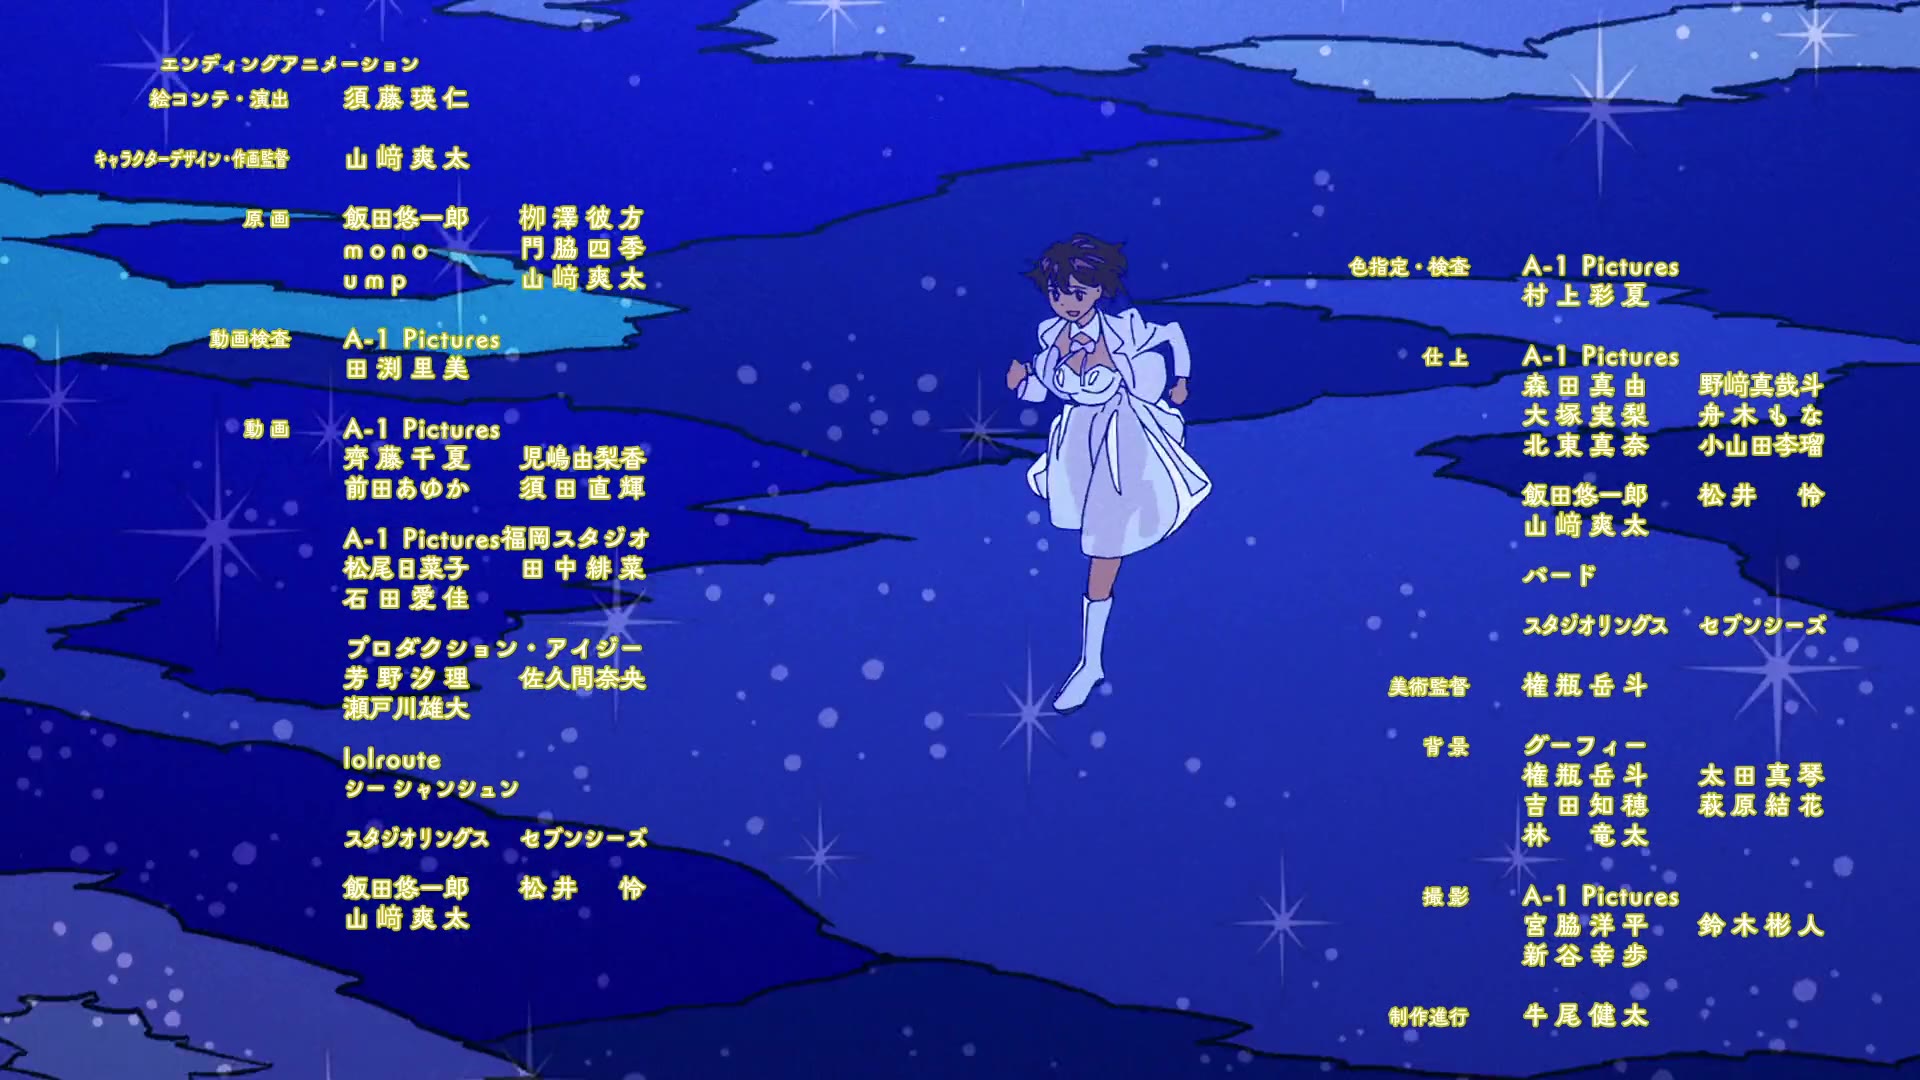 エンディングアニメーション
絵コンテ・演出 須藤瑛仁
キャラクターデザイン・作画監督 山﨑爽太
原画 飯田悠一郎 栁澤彼方
mono 門脇四季
ump 山﨑爽太
動画検査 A-1 Pictures
田渕里美
動画 A-1 Pictures
齊藤千夏 児嶋由梨香
前田あゆか 須田直輝
A-1 Pictures福岡スタジオ
松尾日菜子 田中緋菜
石田愛佳
プロダクション・アイジー
芳野汐理 佐久間奈央
瀬戸川雄大
lolroute
シー シャンシュン
スタジオリングス セブンシーズ
飯田悠一郎 松井 怜
山﨑爽太
色指定・検査 A-1 Pictures
村上彩夏
仕上 A-1 Pictures
森田真由 野﨑真哉斗
大塚実梨 舟木もな
北東真奈 小山田李瑠
飯田悠一郎 松井 怜
山﨑爽太
バード
スタジオリングス セブンシーズ
美術監督 権瓶岳斗
背景 グーフィー
権瓶岳斗 太田真琴
吉田知穂 萩原結花
林 竜太
撮影 A-1 Pictures
宮脇洋平 鈴木彬人
新谷幸歩
制作進行 牛尾健太